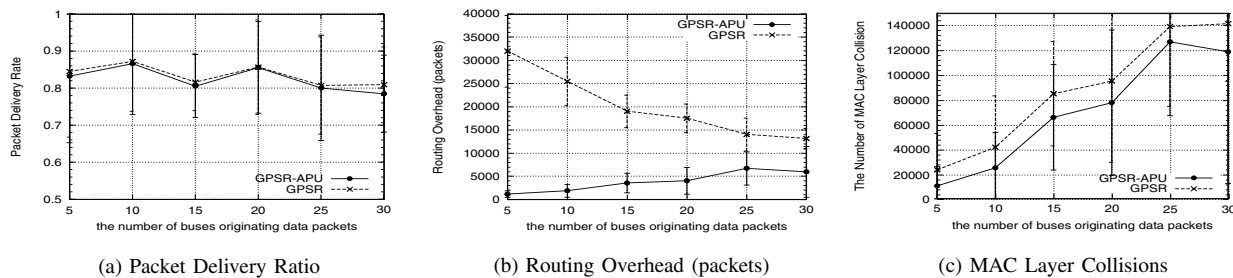 1
0.9
0.8
0.7
0.6
0.5
Packet Delivery Rate
GPSR-APU
GPSR
5 10 15 20 25 30
the number of buses originating data packets
(a) Packet Delivery Ratio
40000
35000
30000
25000
20000
15000
10000
5000
0
Routing Overhead (packets)
GPSR-APU
GPSR
5 10 15 20 25 30
the number of buses originating data packets
(b) Routing Overhead (packets)
140000
120000
100000
80000
60000
40000
20000
0
The Number of MAC Layer Collision
GPSR-APU
GPSR
5 10 15 20 25 30
the number of buses originating data packets
(c) MAC Layer Collisions